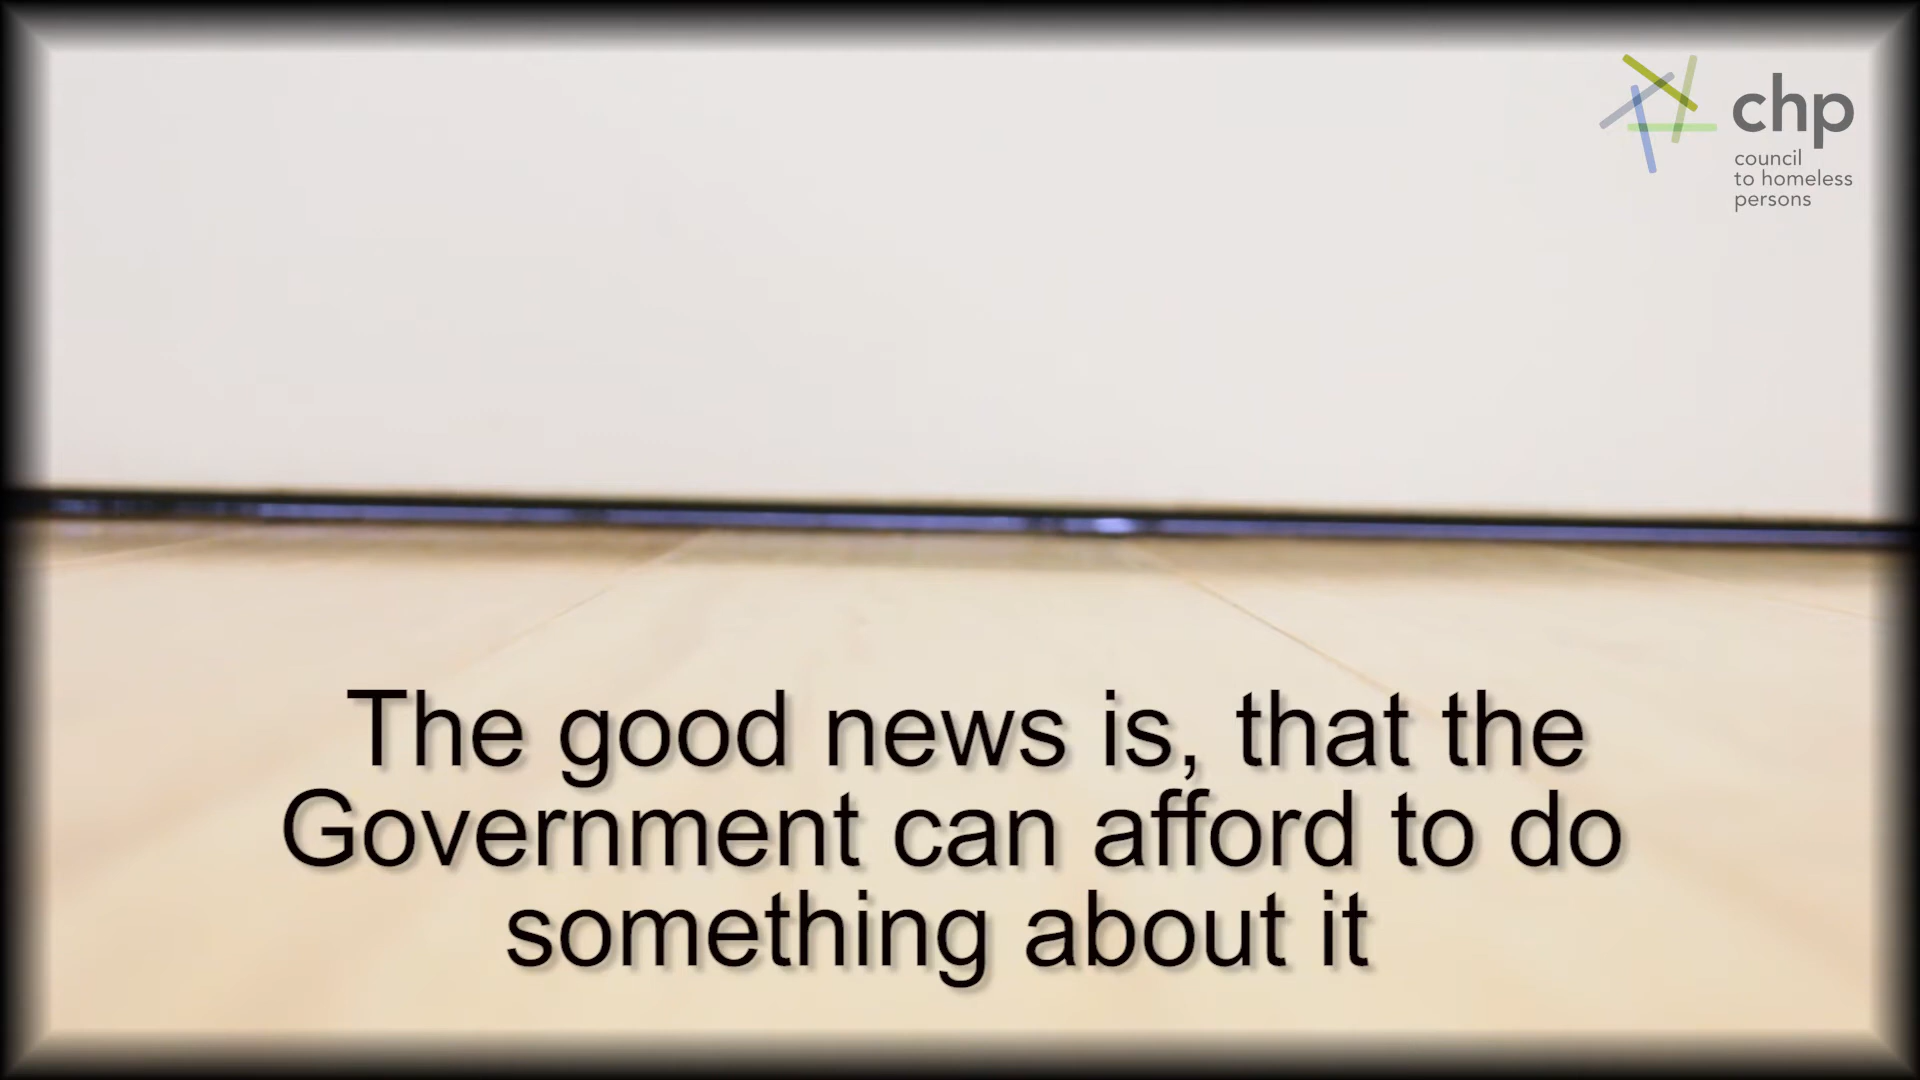 chp
council
to homeless
persons
The good news is, that the
Government can afford to do
something about it